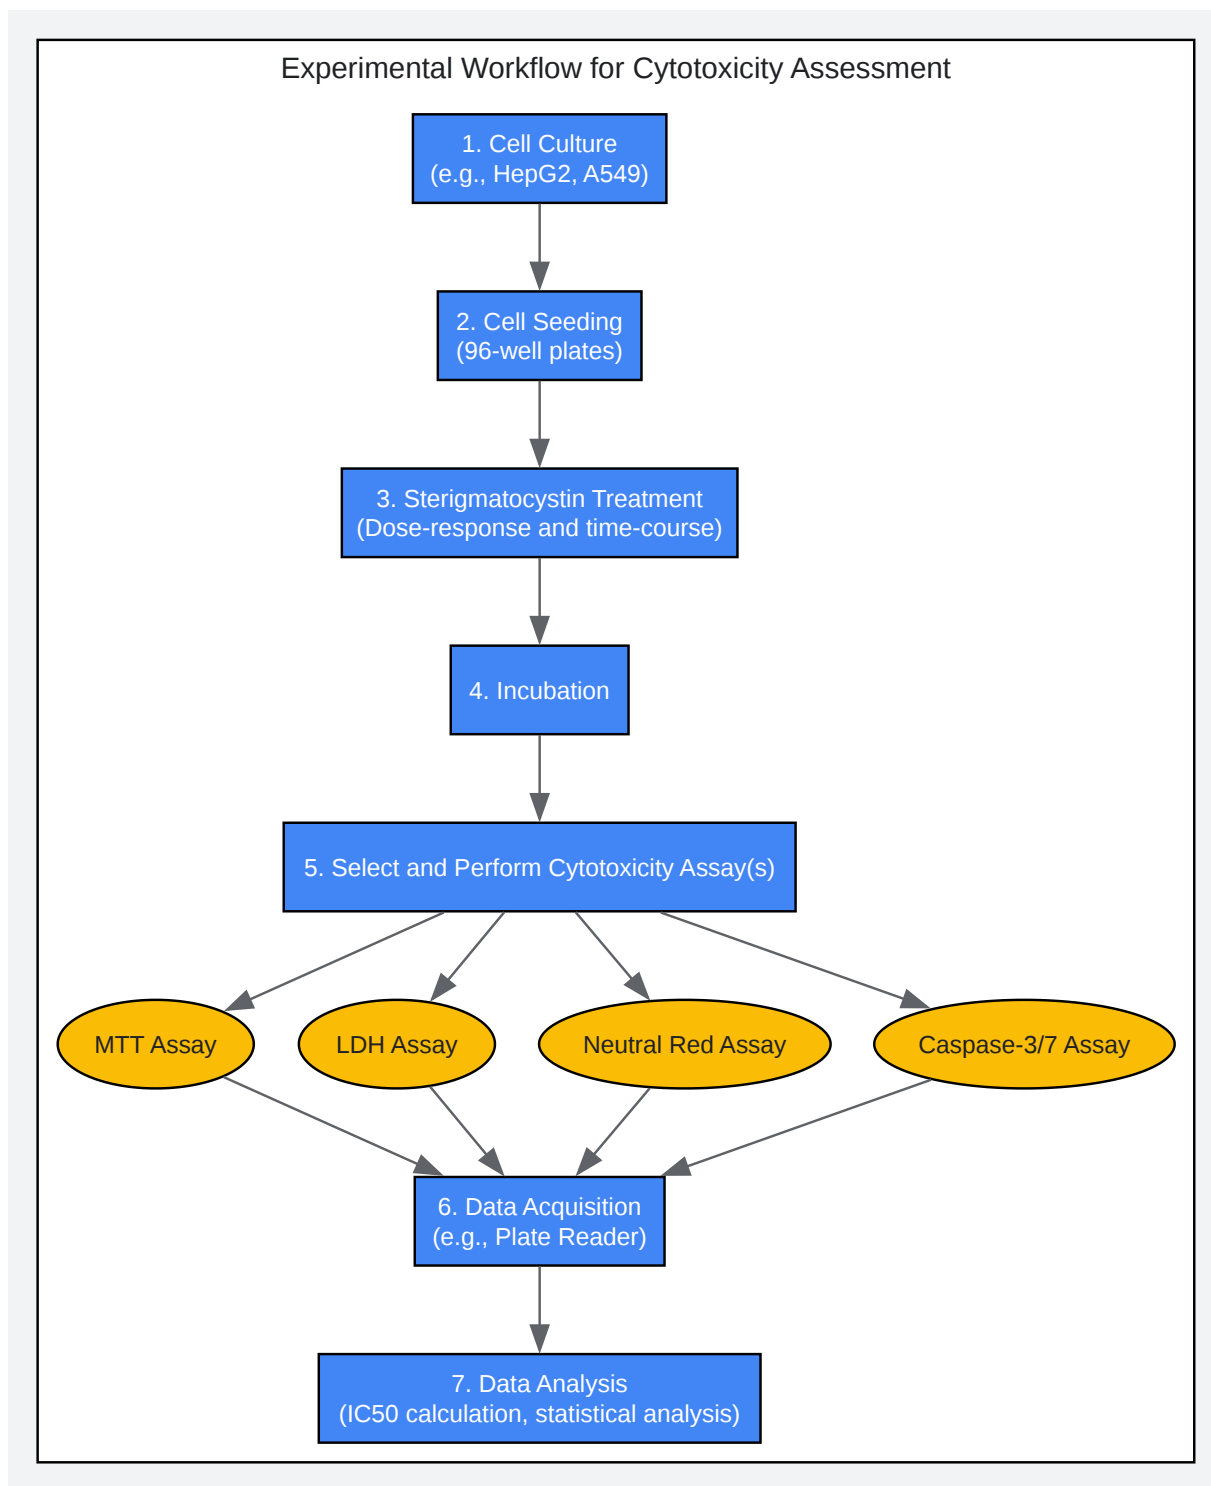 Experimental Workflow for Cytotoxicity Assessment
1. Cell Culture
(e.g., HepG2, A549)
2. Cell Seeding
(96-well plates)
3. Sterigmatocystin Treatment
(Dose-response and time-course)
4. Incubation
5. Select and Perform Cytotoxicity Assay(s)
MTT Assay
LDH Assay
Neutral Red Assay
Caspase-3/7 Assay
6. Data Acquisition
(e.g., Plate Reader)
7. Data Analysis
(IC50 calculation, statistical analysis)